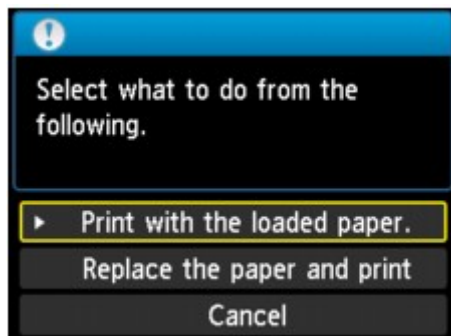 Select what to do from the
following.
Print with the loaded paper.
Replace the paper and print
Cancel